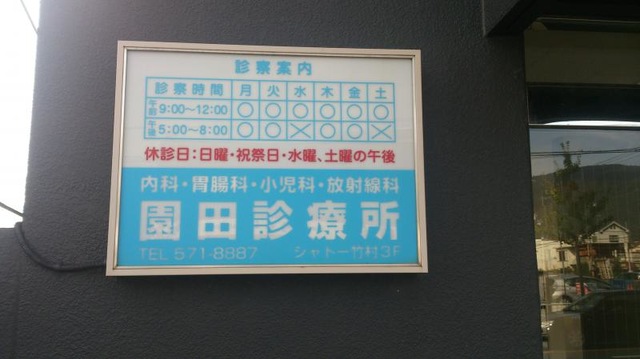 診察案内
診察時間 月 火 水 木 金 土
午前 9:00〜12:00 ○ ○ ○ ○ ○ ○
午後 5:00〜8:00 ○ ○ × ○ ○ ×
休診日:日曜・祝祭日・水曜、土曜の午後
内科・胃腸科・小児科・放射線科
園田診療所
TEL 571-8887 シャトー竹村3F